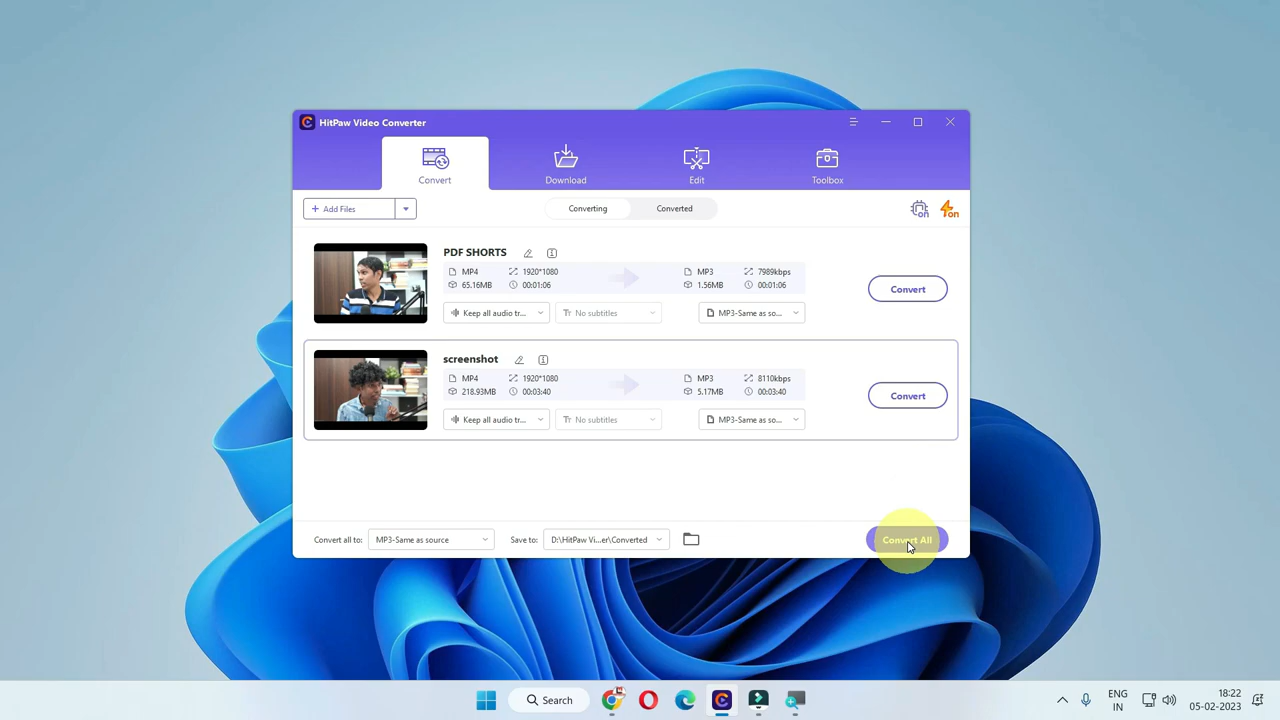 HitPaw Video Converter
Convert
Download
Edit
Toolbox
+ Add Files
Converting
Converted
on
on
PDF SHORTS
MP4
1920*1080
MP3
7989kbps
65.16MB
00:01:06
1.56MB
00:01:06
Convert
Keep all audio tr...
No subtitles
MP3-Same as so...
screenshot
MP4
1920*1080
MP3
8110kbps
218.93MB
00:03:40
5.17MB
00:03:40
Convert
Keep all audio tr...
No subtitles
MP3-Same as so...
Convert all to:
MP3-Same as source
Save to:
D:\HitPaw Vi...er\Converted
Convert All
Search
ENG
IN
18:22
05-02-2023